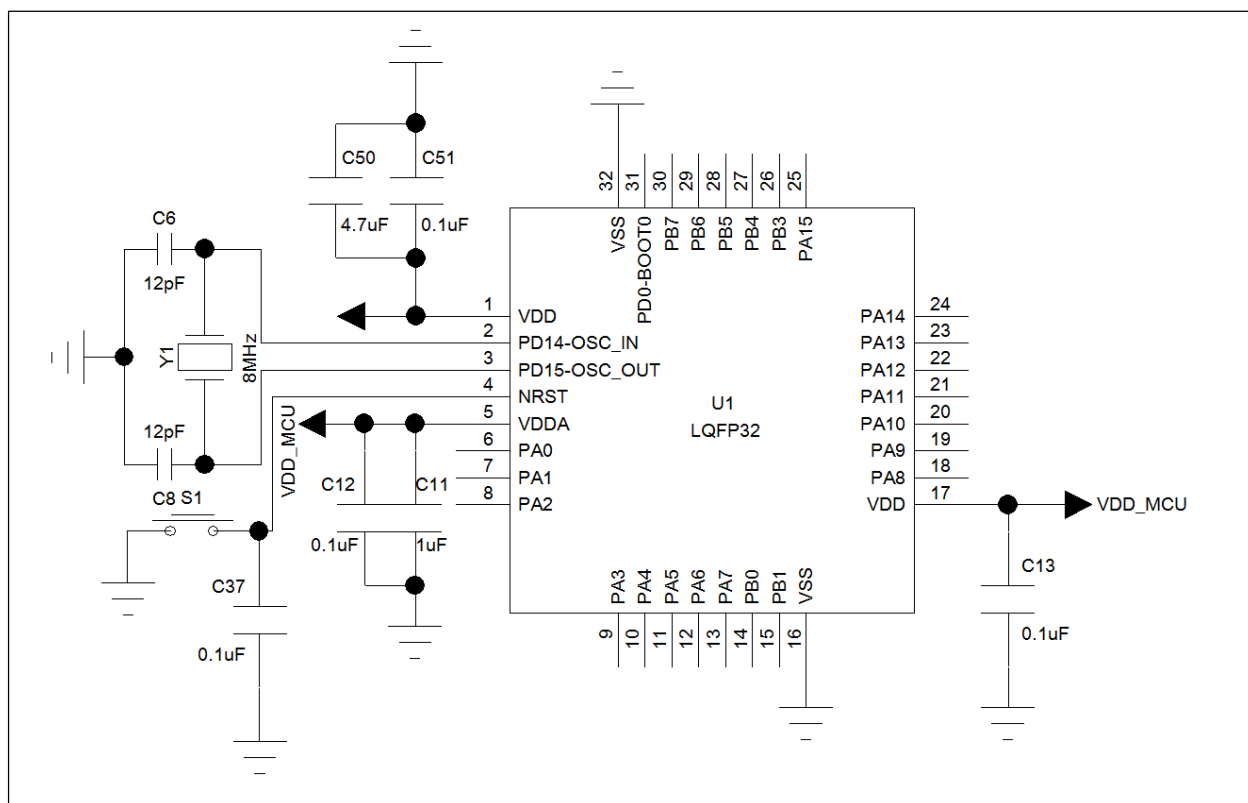 C50
C51
4.7uF
0.1uF
C6
12pF
Y1
8MHz
12pF
C8
S1
C37
0.1uF
VDD_MCU
C12
C11
0.1uF
1uF
32
31
30
29
28
27
26
25
VSS
PD0-BOOT0
PB7
PB6
PB5
PB4
PB3
PA15
1
VDD
2
PD14-OSC_IN
3
PD15-OSC_OUT
4
NRST
5
VDDA
6
PA0
7
PA1
8
PA2
U1
LQFP32
PA14
24
PA13
23
PA12
22
PA11
21
PA10
20
PA9
19
PA8
18
VDD
17
VDD_MCU
C13
0.1uF
PA3
PA4
PA5
PA6
PA7
PB0
PB1
VSS
9
10
11
12
13
14
15
16